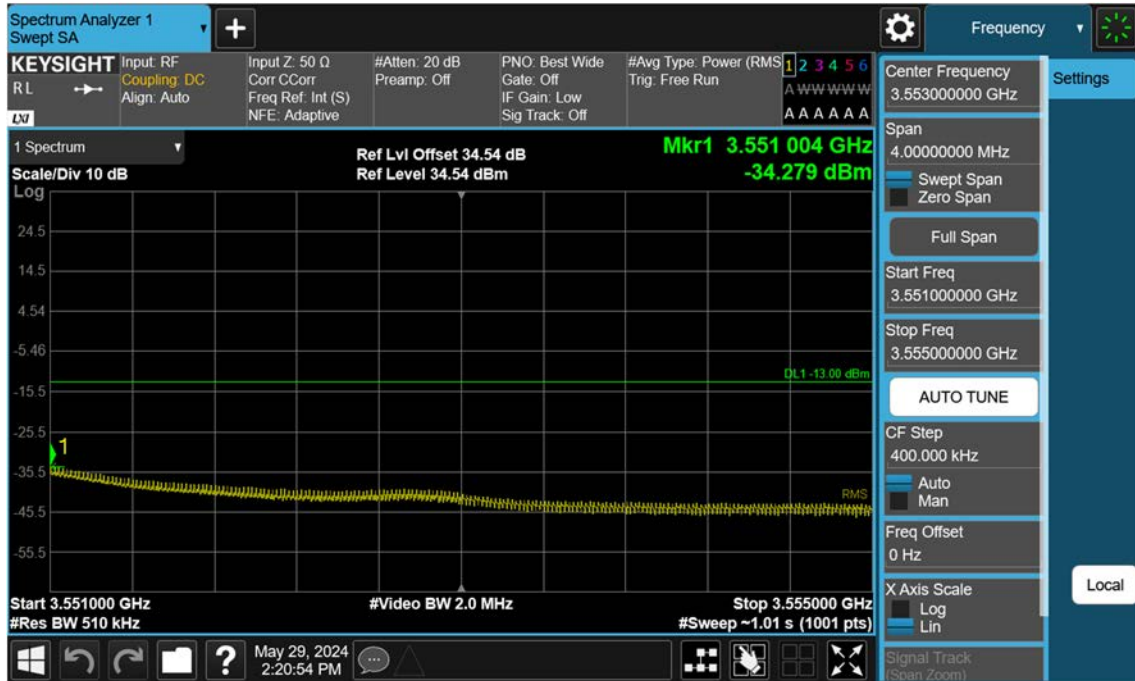 Spectrum Analyzer 1
Swept SA
Frequency
KEYSIGHT
R L
LXI
Input: RF
Coupling: DC
Align: Auto
Input Z: 50 Ω
Corr CCorr
Freq Ref: Int (S)
NFE: Adaptive
#Atten: 20 dB
Preamp: Off
PNO: Best Wide
Gate: Off
IF Gain: Low
Sig Track: Off
#Avg Type: Power (RMS
Trig: Free Run
1 2 3 4 5 6
A W W W W W
A A A A A A
1 Spectrum
Scale/Div 10 dB
Log
Ref Lvl Offset 34.54 dB
Ref Level 34.54 dBm
Mkr1 3.551 004 GHz
-34.279 dBm
24.5
14.5
4.54
-5.46
DL1 -13.00 dBm
-15.5
-25.5
1
-35.5
RMS
-45.5
-55.5
Start 3.551000 GHz
#Video BW 2.0 MHz
Stop 3.555000 GHz
#Res BW 510 kHz
#Sweep ~1.01 s (1001 pts)
?
May 29, 2024
2:20:54 PM
Center Frequency
3.553000000 GHz
Settings
Span
4.00000000 MHz
Swept Span
Zero Span
Full Span
Start Freq
3.551000000 GHz
Stop Freq
3.555000000 GHz
AUTO TUNE
CF Step
400.000 kHz
Auto
Man
Freq Offset
0 Hz
X Axis Scale
Log
Lin
Local
Signal Track
(Span Zoom)